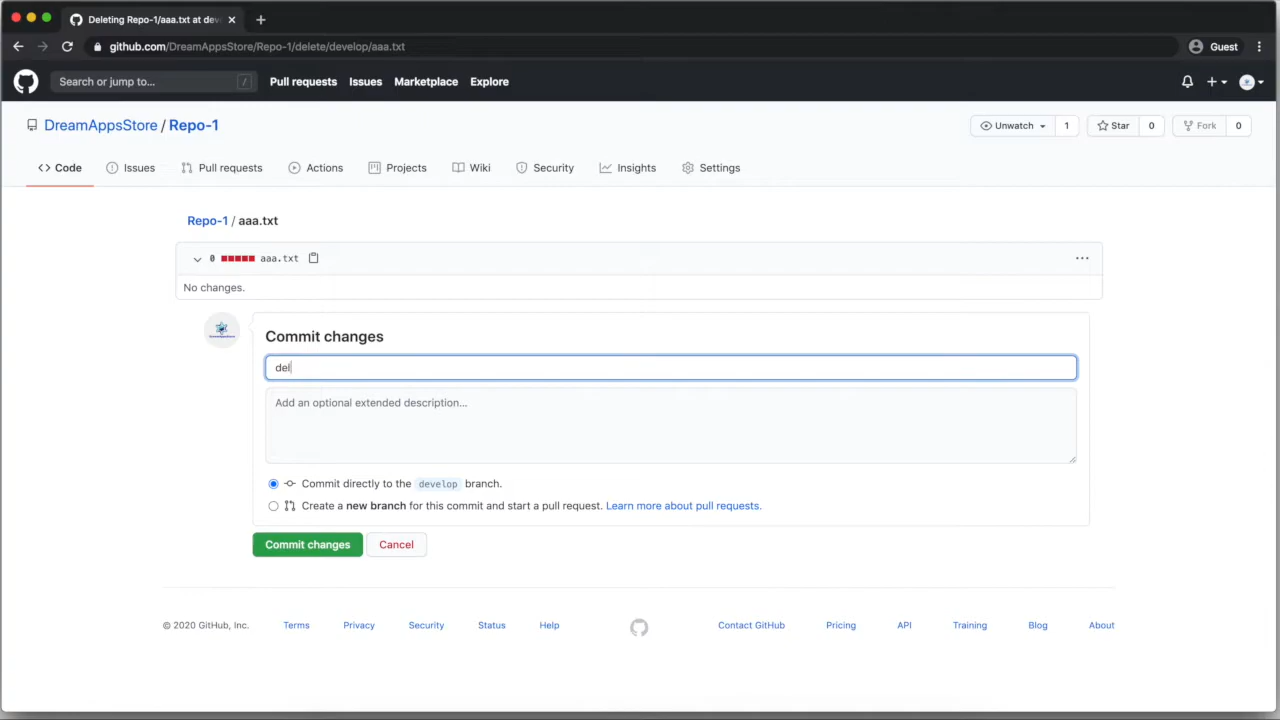 Deleting Repo-1/aaa.txt at dev
github.com/DreamAppsStore/Repo-1/delete/develop/aaa.txt
Guest
Search or jump to...
/
Pull requests
Issues
Marketplace
Explore
DreamAppsStore / Repo-1
Unwatch 1
Star 0
Fork 0
<> Code
Issues
Pull requests
Actions
Projects
Wiki
Security
Insights
Settings
Repo-1 / aaa.txt
0 aaa.txt
No changes.
Commit changes
del
Add an optional extended description...
Commit directly to the develop branch.
Create a new branch for this commit and start a pull request. Learn more about pull requests.
Commit changes
Cancel
© 2020 GitHub, Inc.
Terms
Privacy
Security
Status
Help
Contact GitHub
Pricing
API
Training
Blog
About